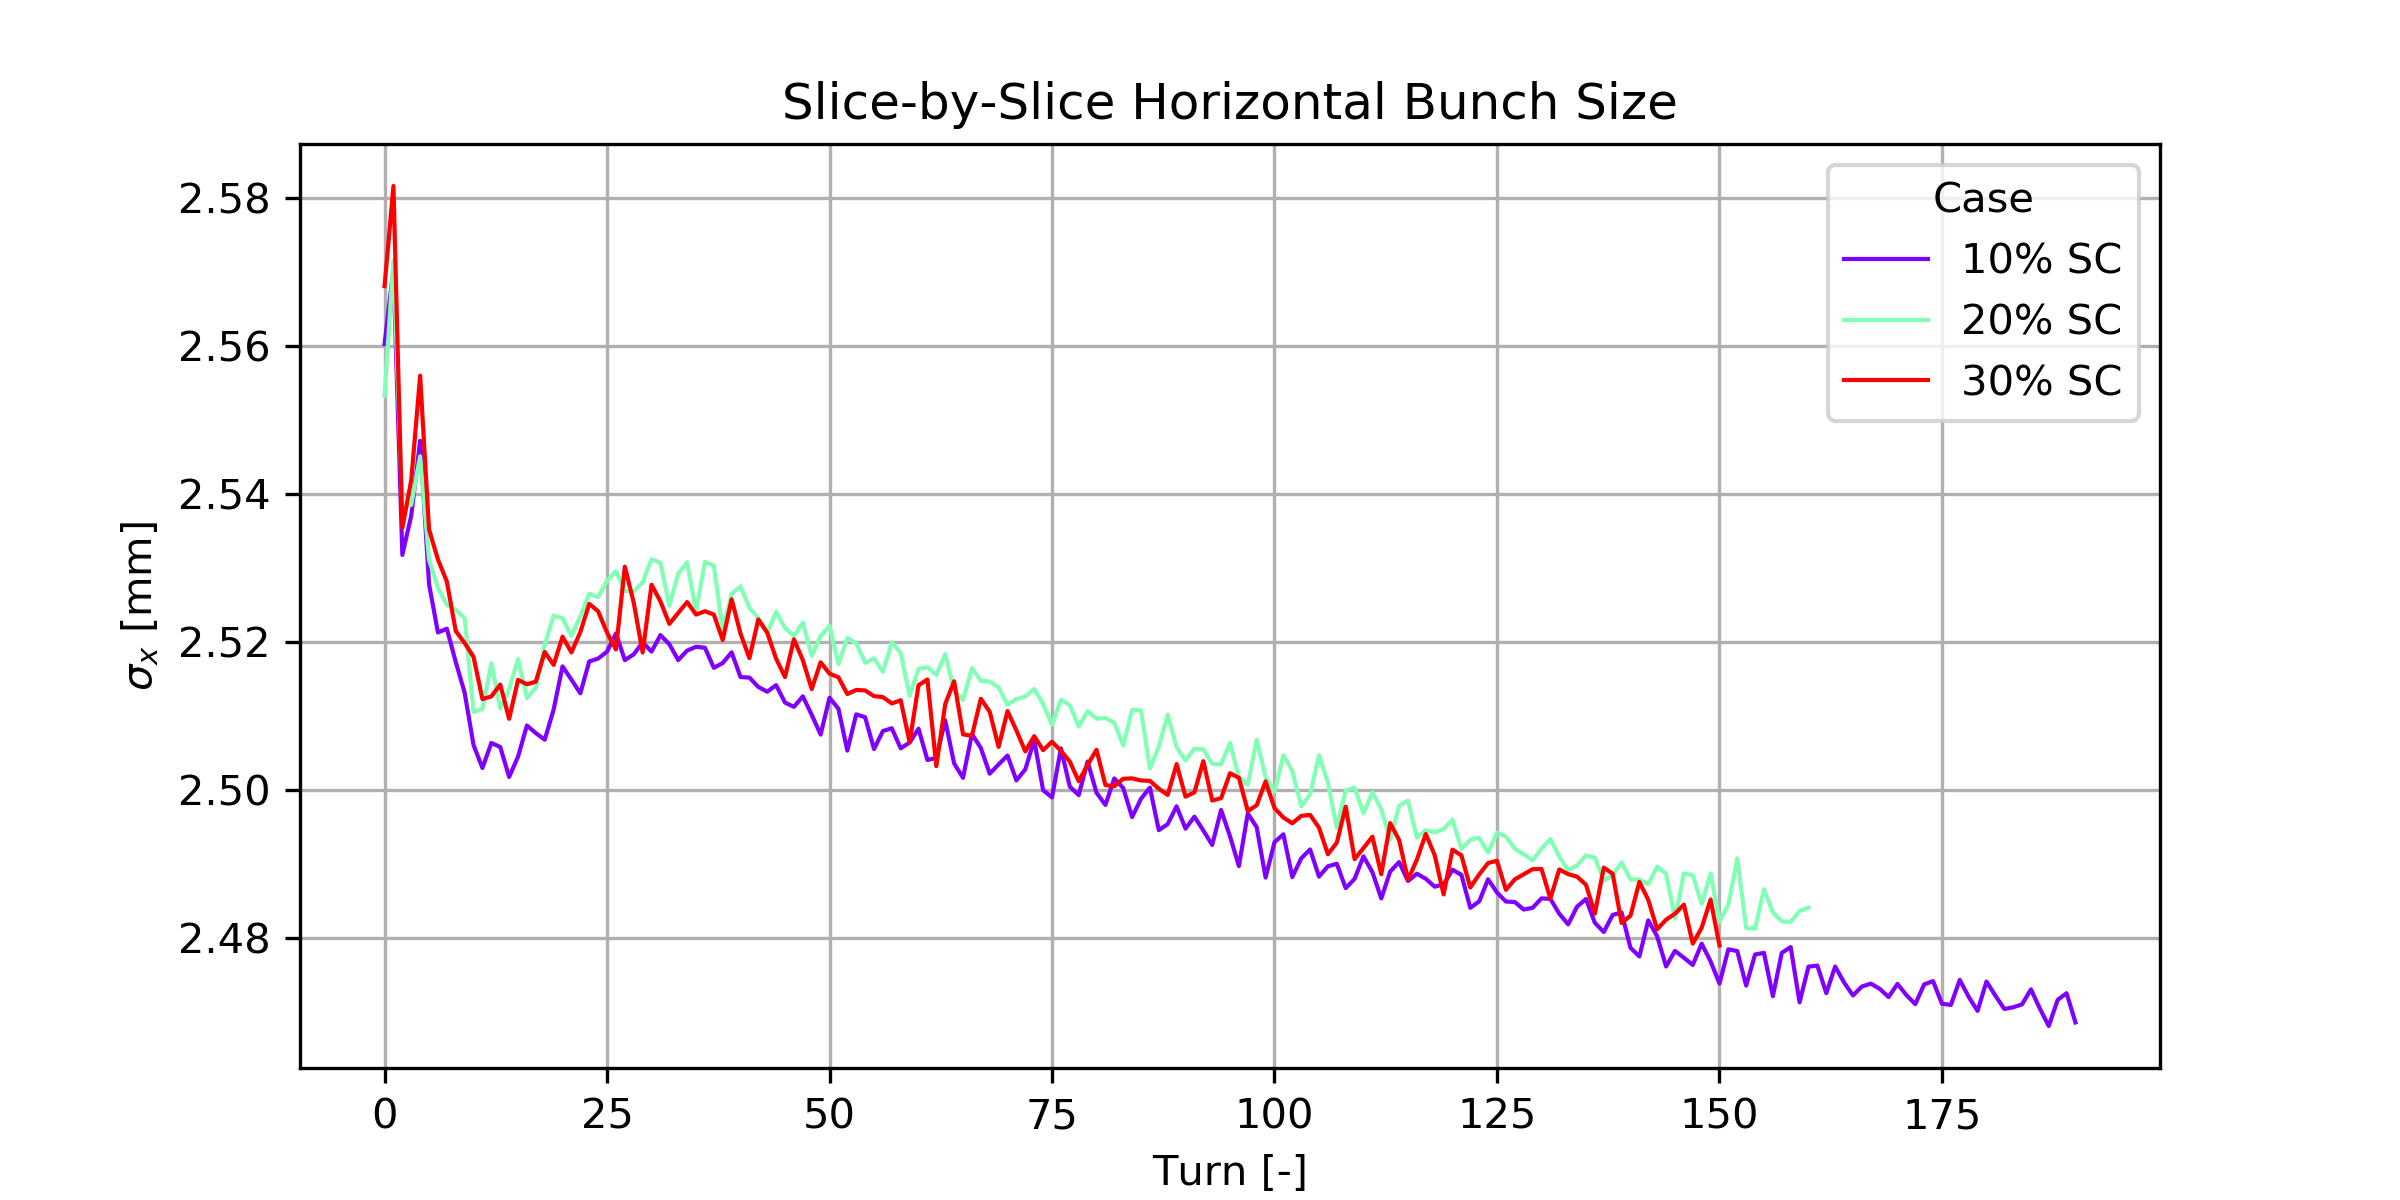 Slice-by-Slice Horizontal Bunch Size
2.58
2.56
2.54
2.52
2.50
2.48
σx [mm]
0 25 50 75 100 125 150 175
Turn [-]
Case
10% SC
20% SC
30% SC